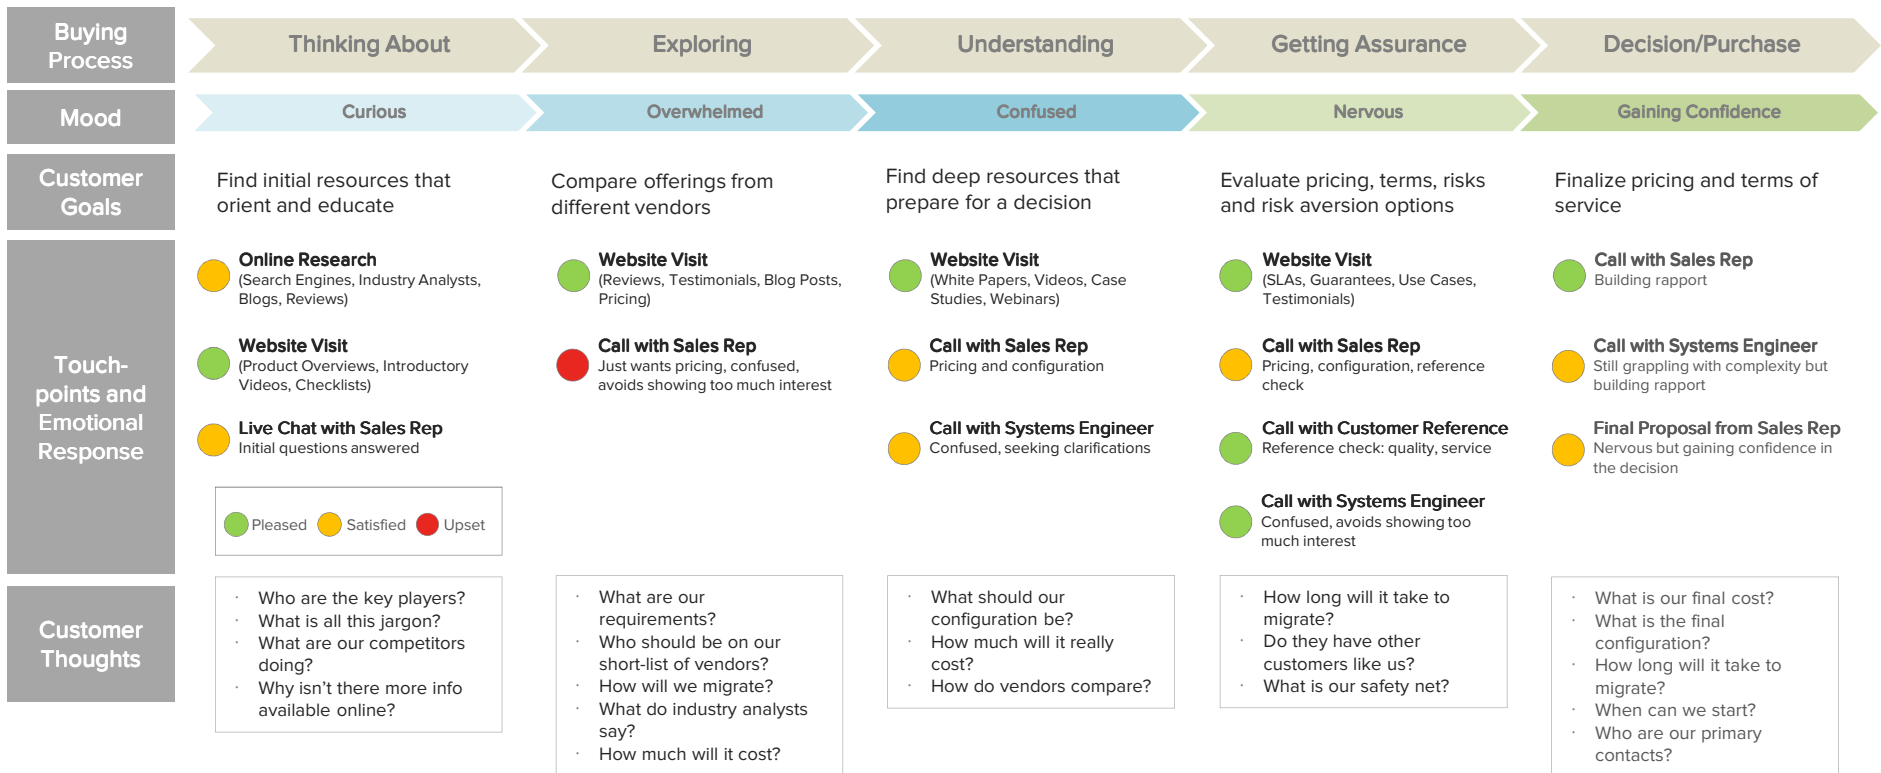 Buying
Process
Thinking About
Exploring
Understanding
Getting Assurance
Decision/Purchase
Mood
Curious
Overwhelmed
Confused
Nervous
Gaining Confidence
Customer
Goals
Find initial resources that
orient and educate
Compare offerings from
different vendors
Find deep resources that
prepare for a decision
Evaluate pricing, terms, risks
and risk aversion options
Finalize pricing and terms of
service
Touch-
points and
Emotional
Response
Online Research
(Search Engines, Industry Analysts,
Blogs, Reviews)
Website Visit
(Product Overviews, Introductory
Videos, Checklists)
Live Chat with Sales Rep
Initial questions answered
Pleased
Satisfied
Upset
Website Visit
(Reviews, Testimonials, Blog Posts,
Pricing)
Call with Sales Rep
Just wants pricing, confused,
avoids showing too much interest
Website Visit
(White Papers, Videos, Case
Studies, Webinars)
Call with Sales Rep
Pricing and configuration
Call with Systems Engineer
Confused, seeking clarifications
Website Visit
(SLAs, Guarantees, Use Cases,
Testimonials)
Call with Sales Rep
Pricing, configuration, reference
check
Call with Customer Reference
Reference check: quality, service
Call with Systems Engineer
Confused, avoids showing too
much interest
Call with Sales Rep
Building rapport
Call with Systems Engineer
Still grappling with complexity but
building rapport
Final Proposal from Sales Rep
Nervous but gaining confidence in
the decision
Customer
Thoughts
· Who are the key players?
· What is all this jargon?
· What are our competitors
doing?
· Why isn't there more info
available online?
· What are our
requirements?
· Who should be on our
short-list of vendors?
· How will we migrate?
· What do industry analysts
say?
· How much will it cost?
· What should our
configuration be?
· How much will it really
cost?
· How do vendors compare?
· How long will it take to
migrate?
· Do they have other
customers like us?
· What is our safety net?
· What is our final cost?
· What is the final
configuration?
· How long will it take to
migrate?
· When can we start?
· Who are our primary
contacts?